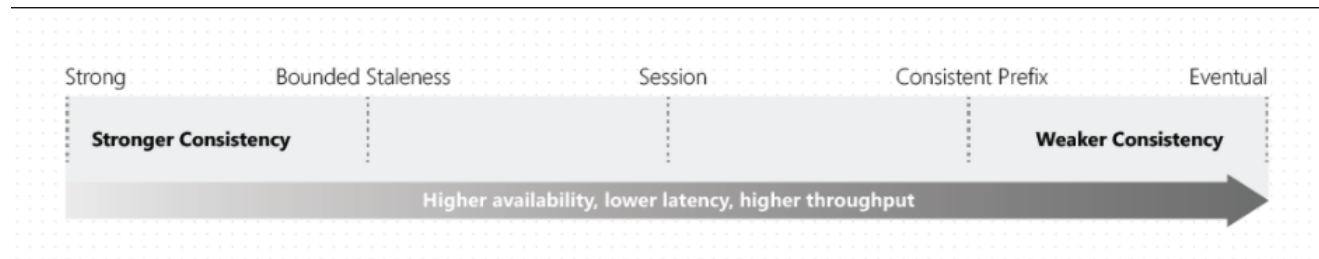 Strong Bounded Staleness Session Consistent Prefix Eventual
Stronger Consistency Weaker Consistency
Higher availability, lower latency, higher throughput